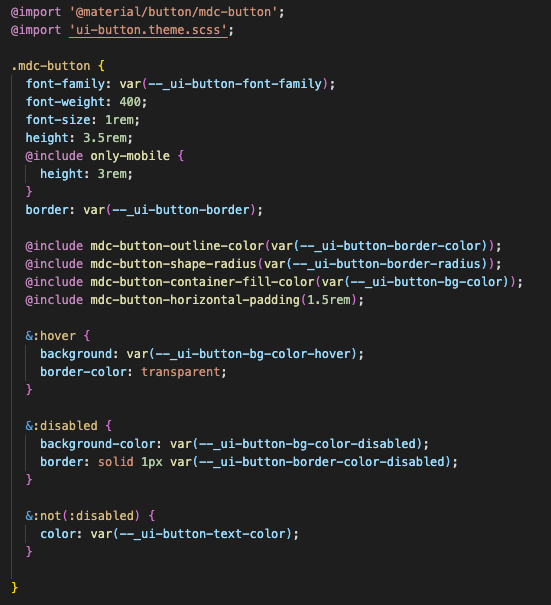 @import '@material/button/mdc-button';
@import 'ui-button.theme.scss';

.mdc-button {
  font-family: var(--_ui-button-font-family);
  font-weight: 400;
  font-size: 1rem;
  height: 3.5rem;
  @include only-mobile {
    height: 3rem;
  }
  border: var(--_ui-button-border);

  @include mdc-button-outline-color(var(--_ui-button-border-color));
  @include mdc-button-shape-radius(var(--_ui-button-border-radius));
  @include mdc-button-container-fill-color(var(--_ui-button-bg-color));
  @include mdc-button-horizontal-padding(1.5rem);

  &:hover {
    background: var(--_ui-button-bg-color-hover);
    border-color: transparent;
  }

  &:disabled {
    background-color: var(--_ui-button-bg-color-disabled);
    border: solid 1px var(--_ui-button-border-color-disabled);
  }

  &:not(:disabled) {
    color: var(--_ui-button-text-color);
  }

}